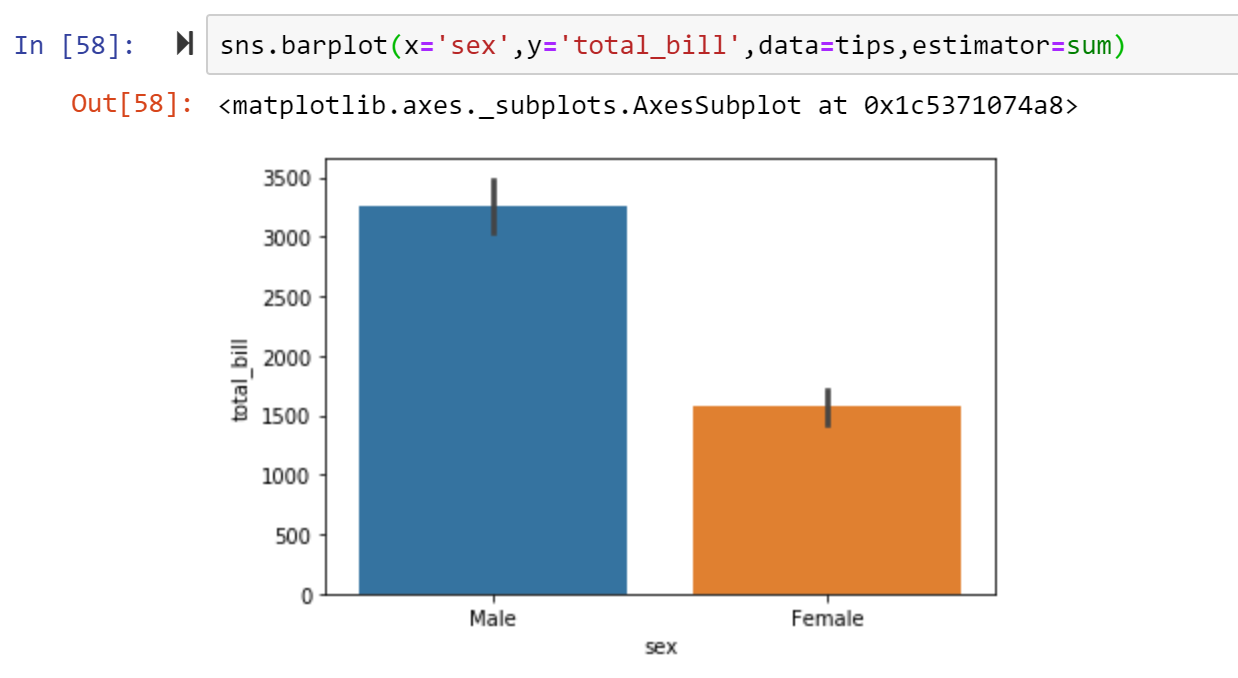 In [58]: sns.barplot(x='sex',y='total_bill',data=tips,estimator=sum)
Out[58]: <matplotlib.axes._subplots.AxesSubplot at 0x1c5371074a8>
3500
3000
2500
2000
1500
1000
500
0
total_bill
Male Female
sex